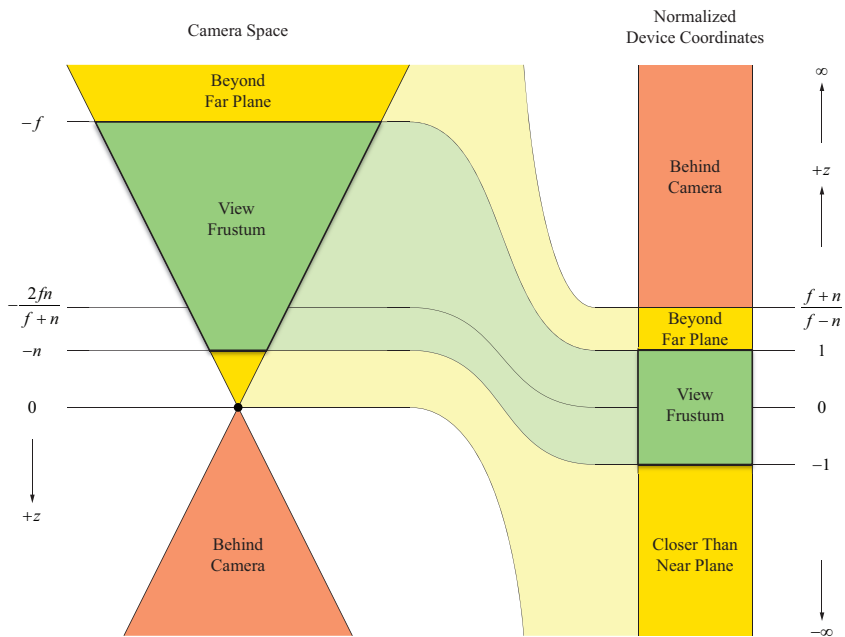 Camera Space
Normalized
Device Coordinates
Beyond
Far Plane
−f
View
Frustum
−2fn/(f + n)
−n
0
+z
Behind
Camera
∞
Behind
Camera
+z
(f + n)/(f − n)
Beyond
Far Plane
1
View
Frustum
0
−1
Closer Than
Near Plane
−∞